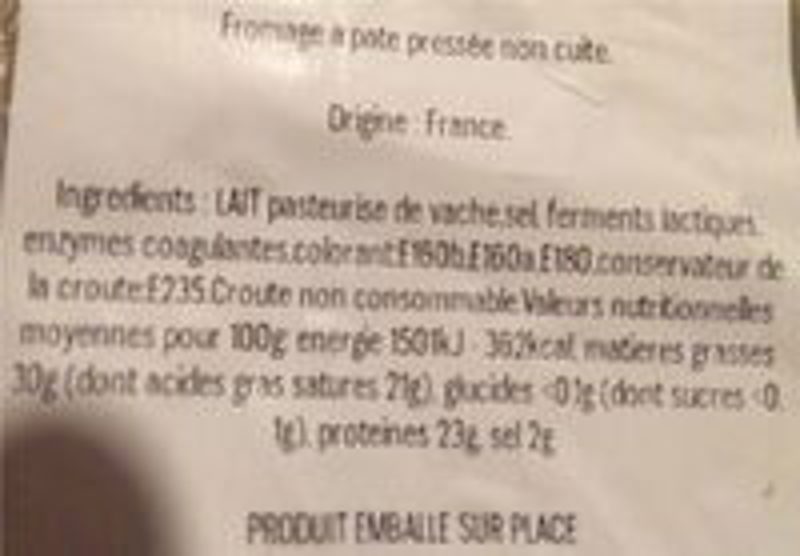 Fromage a pate pressée non cuite.
Origine : France.
Ingredients : LAIT pasteurise de vache,sel, ferments lactiques,
enzymes coagulantes,colorant:E160b,E160a,E180,conservateur de
la croute:E235.Croute non consommable.Valeurs nutritionnelles
moyennes pour 100g: energie 1501kJ - 362kcal, matieres grasses
30g (dont acides gras satures 21g), glucides <0.1g (dont sucres <0.
1g), proteines 23g, sel 2g
PRODUIT EMBALLE SUR PLACE